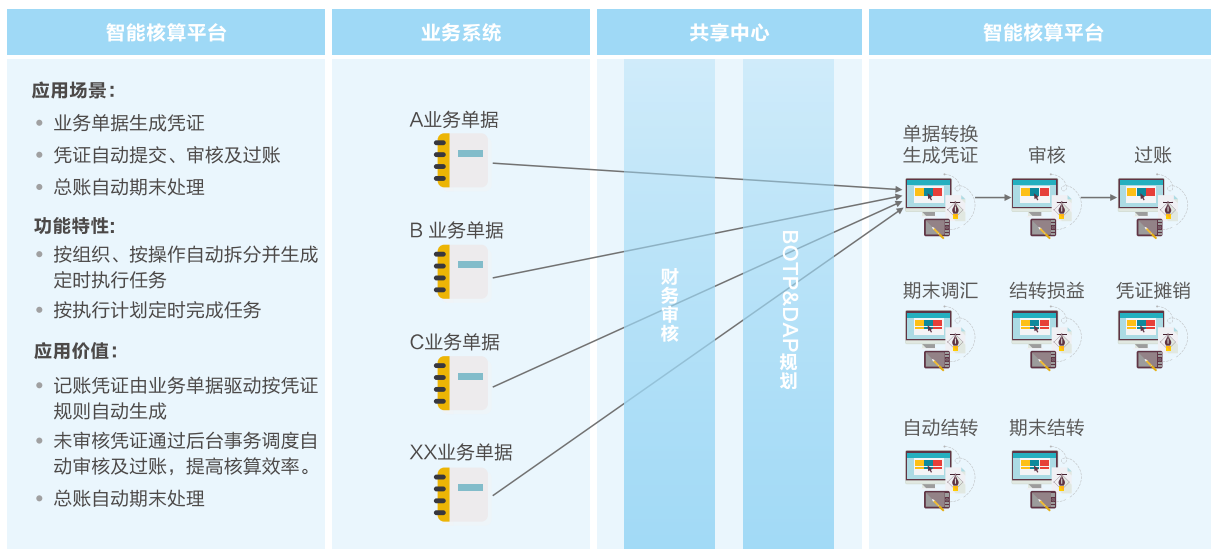 智能核算平台
业务系统
共享中心
智能核算平台
应用场景：
• 业务单据生成凭证
• 凭证自动提交、审核及过账
• 总账自动期末处理
功能特性:
• 按组织、按操作自动拆分并生成
定时执行任务
• 按执行计划定时完成任务
应用价值：
• 记账凭证由业务单据驱动按凭证
规则自动生成
• 未审核凭证通过后台事务调度自
动审核及过账，提高核算效率。
• 总账自动期末处理
A业务单据
B 业务单据
C业务单据
XX业务单据
财务审核
BOTP&DAP规划
单据转换
生成凭证
审核
过账
期末调汇
结转损益
凭证摊销
自动结转
期末结转